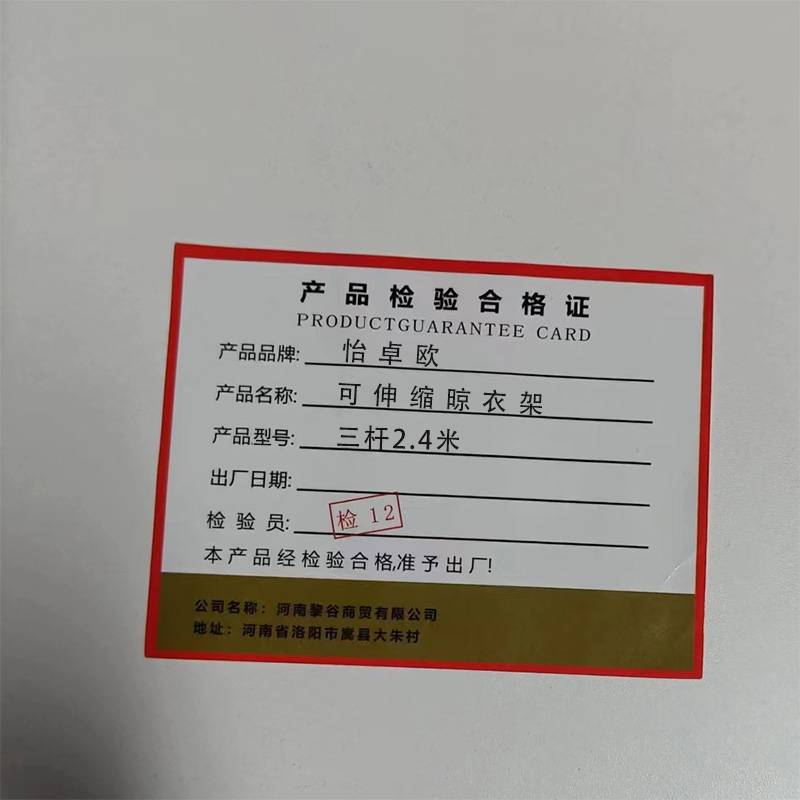 产品检验合格证
PRODUCTGUARANTEE CARD
产品品牌: 怡卓欧
产品名称: 可伸缩晾衣架
产品型号: 三杆2.4米
出厂日期:
检验员: 检 12
本产品经检验合格,准予出厂!
公司名称: 河南黎谷商贸有限公司
地址: 河南省洛阳市嵩县大朱村